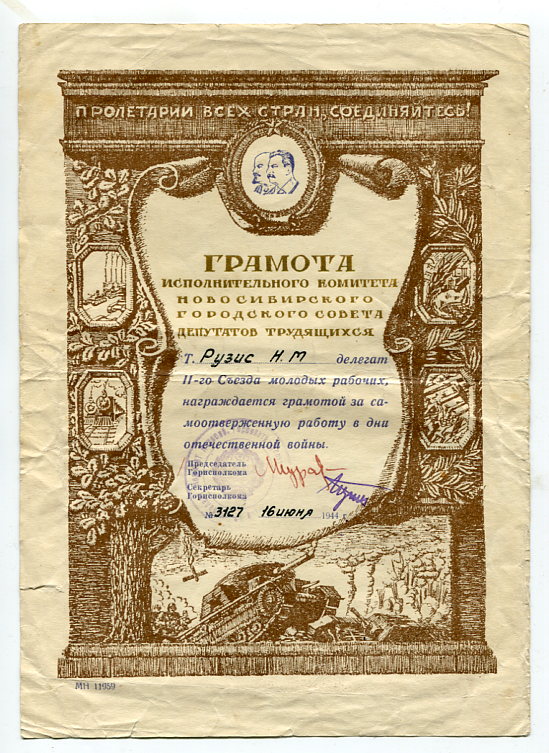 ПРОЛЕТАРИИ ВСЕХ СТРАН, СОЕДИНЯЙТЕСЬ!
ГРАМОТА
ИСПОЛНИТЕЛЬНОГО КОМИТЕТА
НОВОСИБИРСКОГО
ГОРОДСКОГО СОВЕТА
ДЕПУТАТОВ ТРУДЯЩИХСЯ
Т. Рузис Н.М делегат
II-го Съезда молодых рабочих,
награждается грамотой за са-
моотверженную работу в дни
отечественной войны.
Председатель
Горисполкома
Секретарь
Горисполкома
№ 3127 16 июня 1944 г.
МН 11959